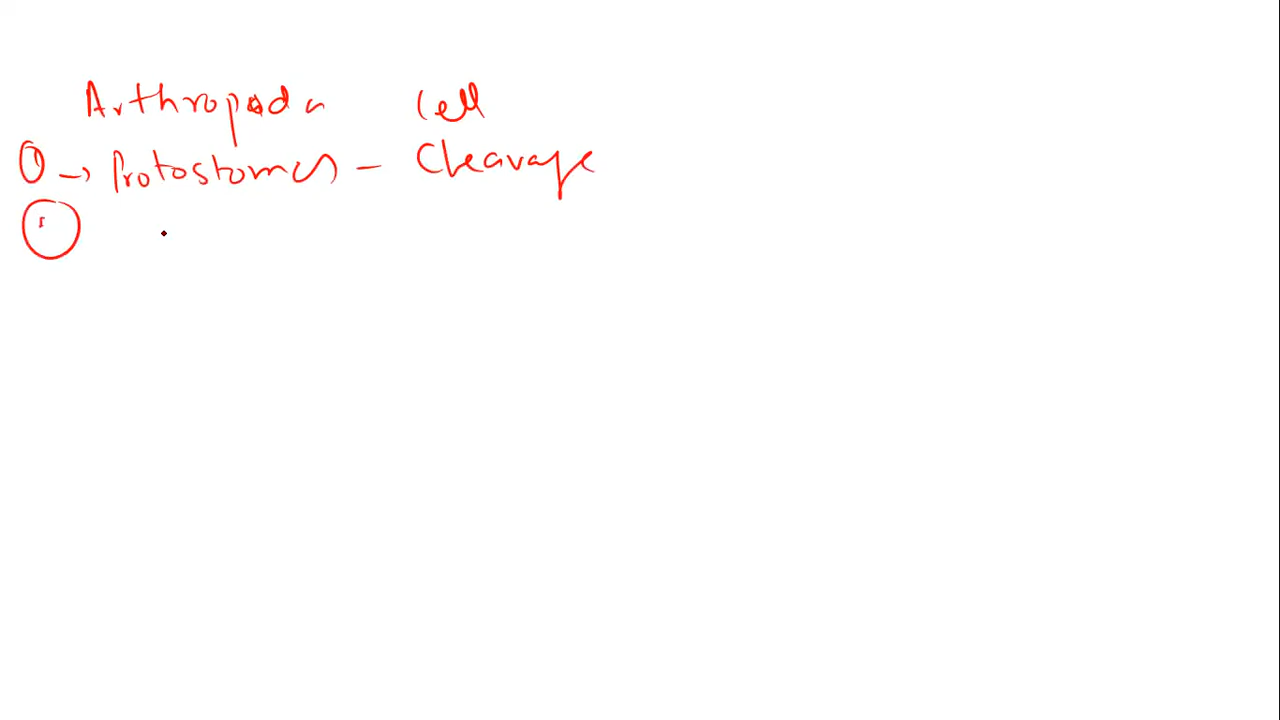 Arthropoda cell
① → Protostomes - Cleavage